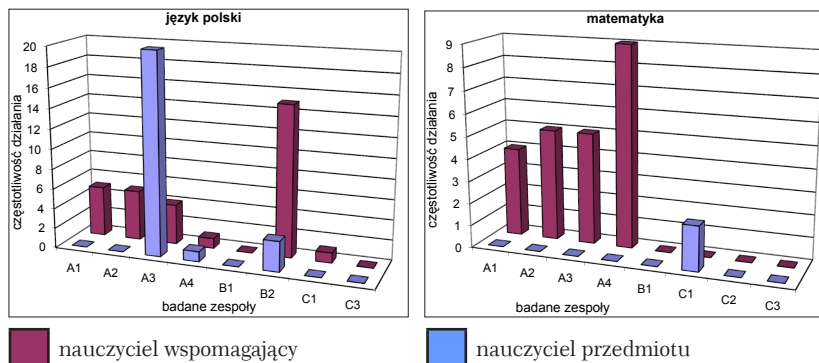 język polski
częstotliwość działania
20
18
16
14
12
10
8
6
4
2
0
A1 A2 A3 A4 B1 B2 C1 C3
badane zespoły
matematyka
częstotliwość działania
9
8
7
6
5
4
3
2
1
0
A1 A2 A3 A4 B1 C1 C2 C3
badane zespoły
nauczyciel wspomagający
nauczyciel przedmiotu